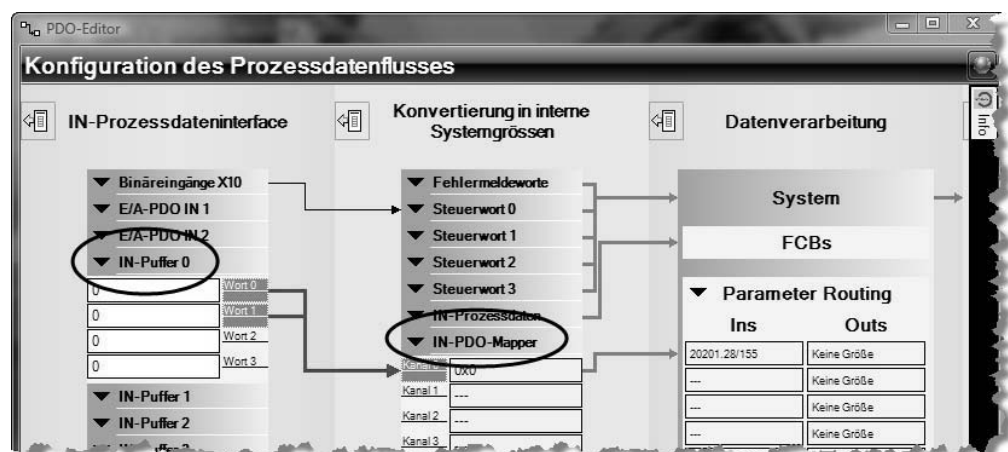 PDO-Editor
Konfiguration des Prozessdatenflusses
IN-Prozessdateninterface
Binäreingänge X10
E/A-PDO IN 1
E/A-PDO IN 2
IN-Puffer 0
0 Wort 0
0 Wort 1
0 Wort 2
0 Wort 3
IN-Puffer 1
IN-Puffer 2
Konvertierung in interne
Systemgrössen
Fehlermeldeworte
Steuerwort 0
Steuerwort 1
Steuerwort 2
Steuerwort 3
IN-Prozessdaten
IN-PDO-Mapper
Kanal 0 0x0
Kanal 1 ---
Kanal 2 ---
Kanal 3
Datenverarbeitung
System
FCBs
Parameter Routing
Ins Outs
20201.28/155 Keine Größe
--- Keine Größe
--- Keine Größe
--- Keine Größe
Info